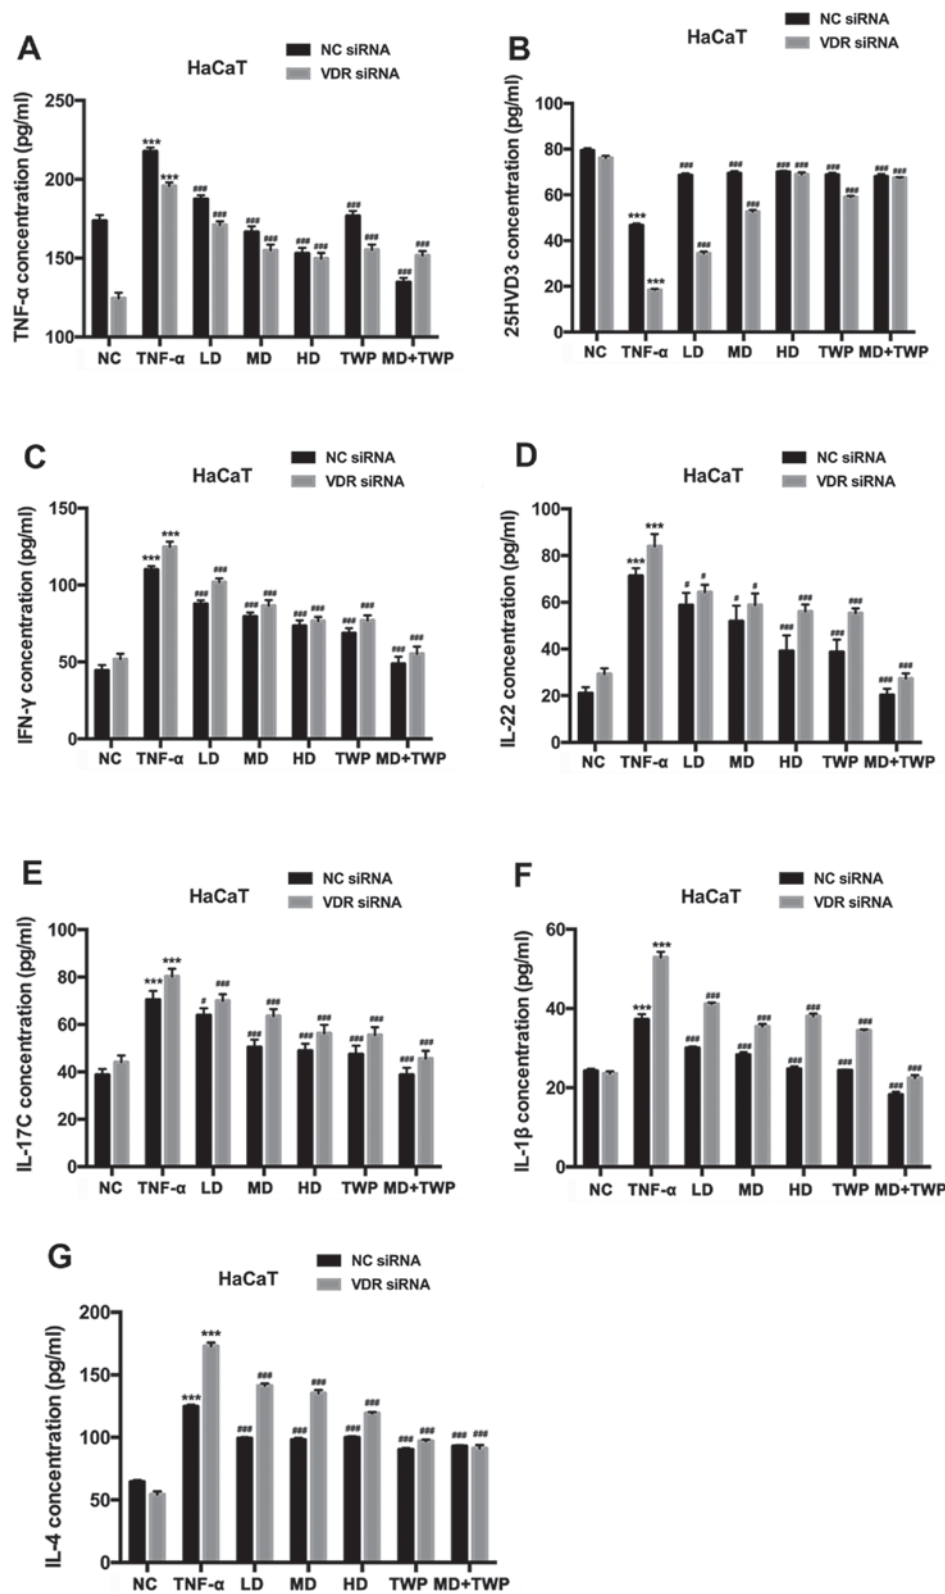 A
HaCaT
NC siRNA
VDR siRNA
TNF-α concentration (pg/ml)
250
200
150
100
*** *** ### ### ### ### ### ### ### ### ### ###
NC TNF-α LD MD HD TWP MD+TWP
B
HaCaT
NC siRNA
VDR siRNA
25HVD3 concentration (pg/ml)
100
80
60
40
20
0
*** *** ### ### ### ### ### ### ### ### ### ###
NC TNF-α LD MD HD TWP MD+TWP
C
HaCaT
NC siRNA
VDR siRNA
IFN-γ concentration (pg/ml)
150
100
50
0
*** *** ### ### ### ### ### ### ### ### ### ###
NC TNF-α LD MD HD TWP MD+TWP
D
HaCaT
NC siRNA
VDR siRNA
IL-22 concentration (pg/ml)
100
80
60
40
20
0
*** *** # # # # ### ### ### ### ### ###
NC TNF-α LD MD HD TWP MD+TWP
E
HaCaT
NC siRNA
VDR siRNA
IL-17C concentration (pg/ml)
100
80
60
40
20
0
*** *** # ### ### ### ### ### ### ### ### ###
NC TNF-α LD MD HD TWP MD+TWP
F
HaCaT
NC siRNA
VDR siRNA
IL-1β concentration (pg/ml)
60
40
20
0
*** *** ### ### ### ### ### ### ### ### ### ###
NC TNF-α LD MD HD TWP MD+TWP
G
HaCaT
NC siRNA
VDR siRNA
IL-4 concentration (pg/ml)
200
150
100
50
0
*** *** ### ### ### ### ### ### ### ### ### ###
NC TNF-α LD MD HD TWP MD+TWP